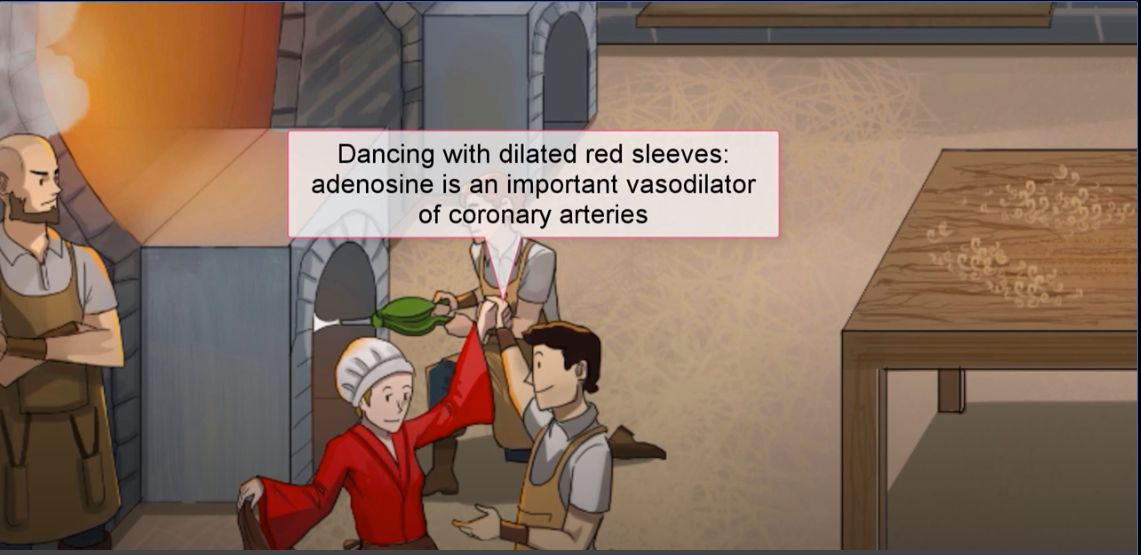 Dancing with dilated red sleeves:
adenosine is an important vasodilator
of coronary arteries